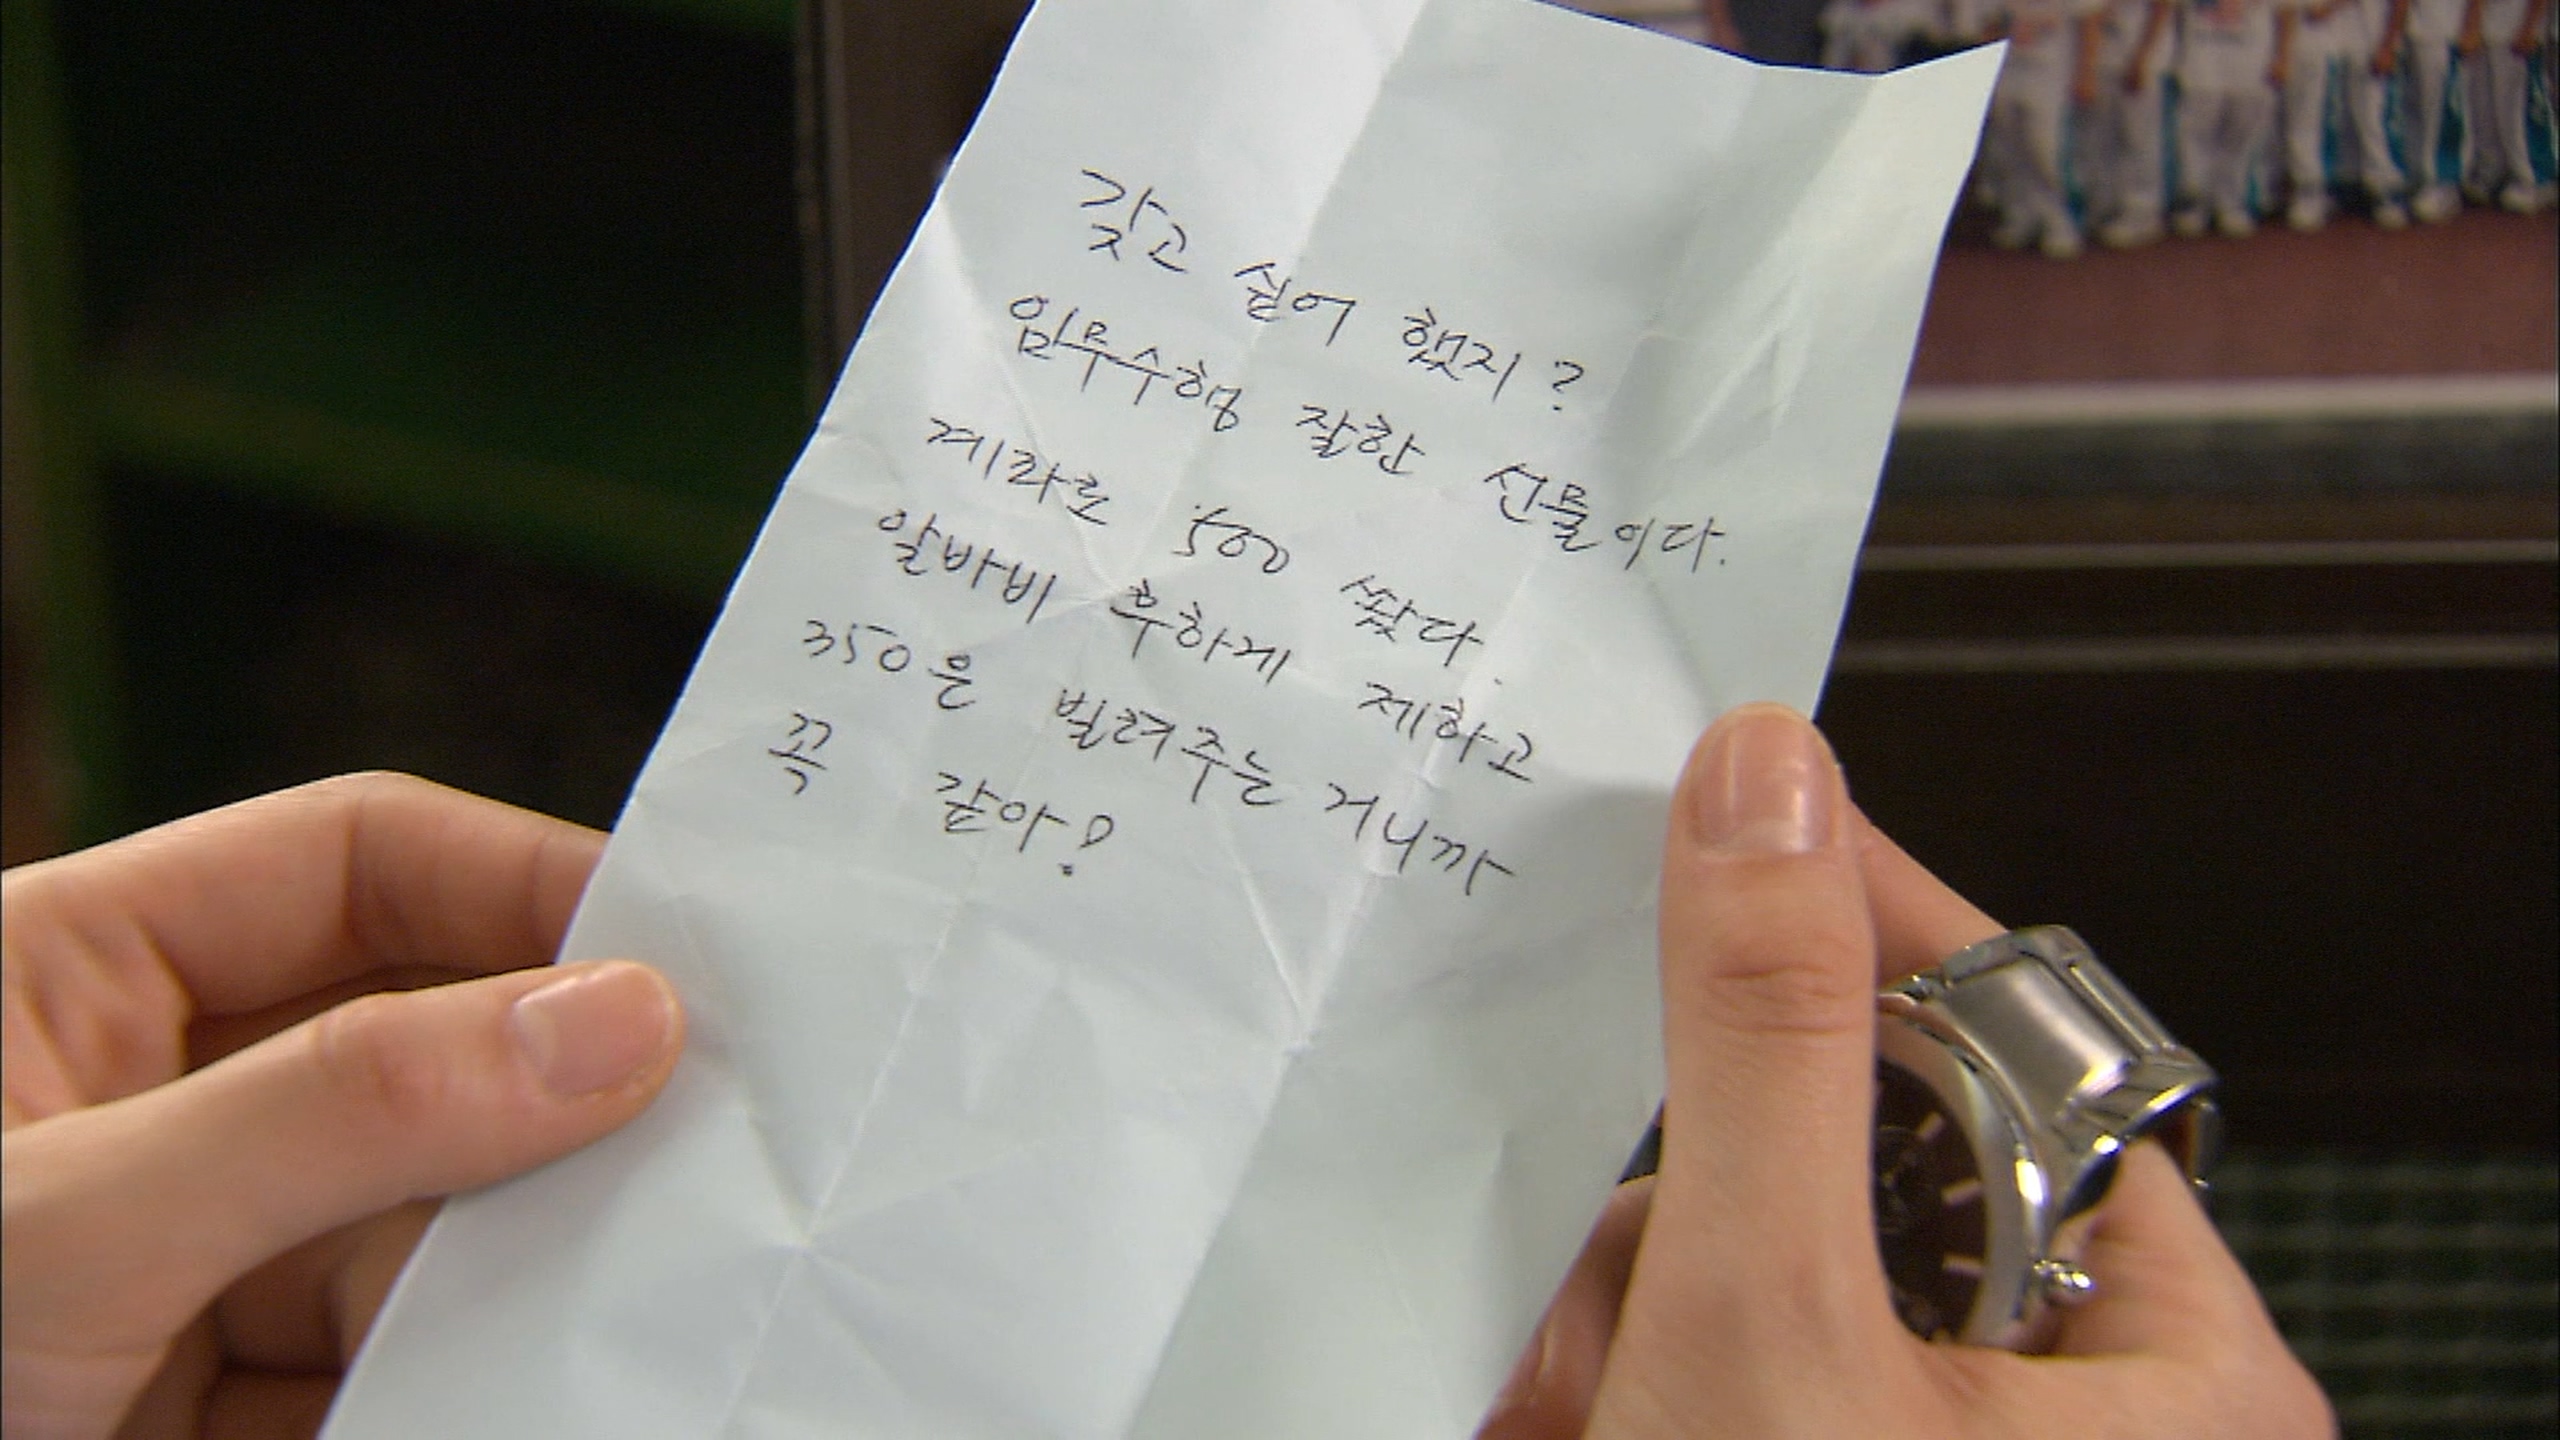 갖고 싶어 했지?
임무수행 잘한 선물이다.
계좌로 500 쐈다.
알바비 후하게 제하고
350은 빌려주는 거니까
꼭 갚아!